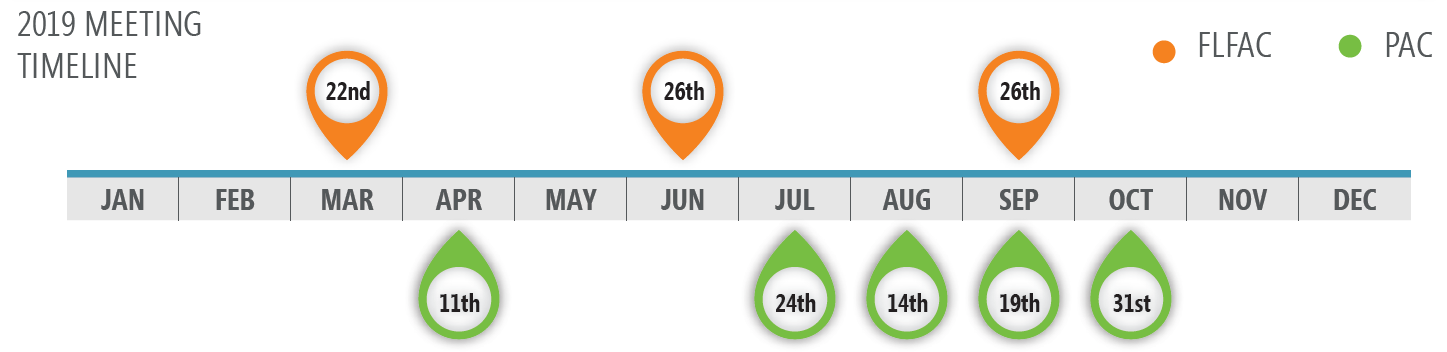 2019 MEETING
TIMELINE
FLFAC
PAC
22nd
26th
26th
JAN FEB MAR APR MAY JUN JUL AUG SEP OCT NOV DEC
11th
24th
14th
19th
31st